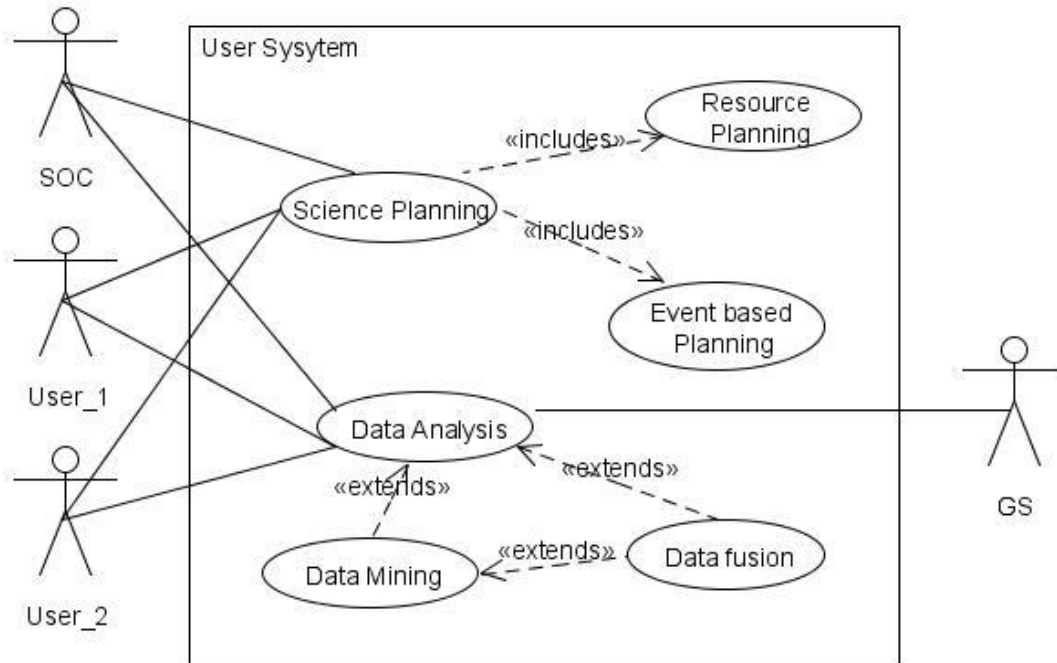 User Sysytem
SOC
User_1
User_2
Science Planning
«includes»
Resource
Planning
«includes»
Event based
Planning
Data Analysis
«extends»
«extends»
Data Mining
«extends»
Data fusion
GS